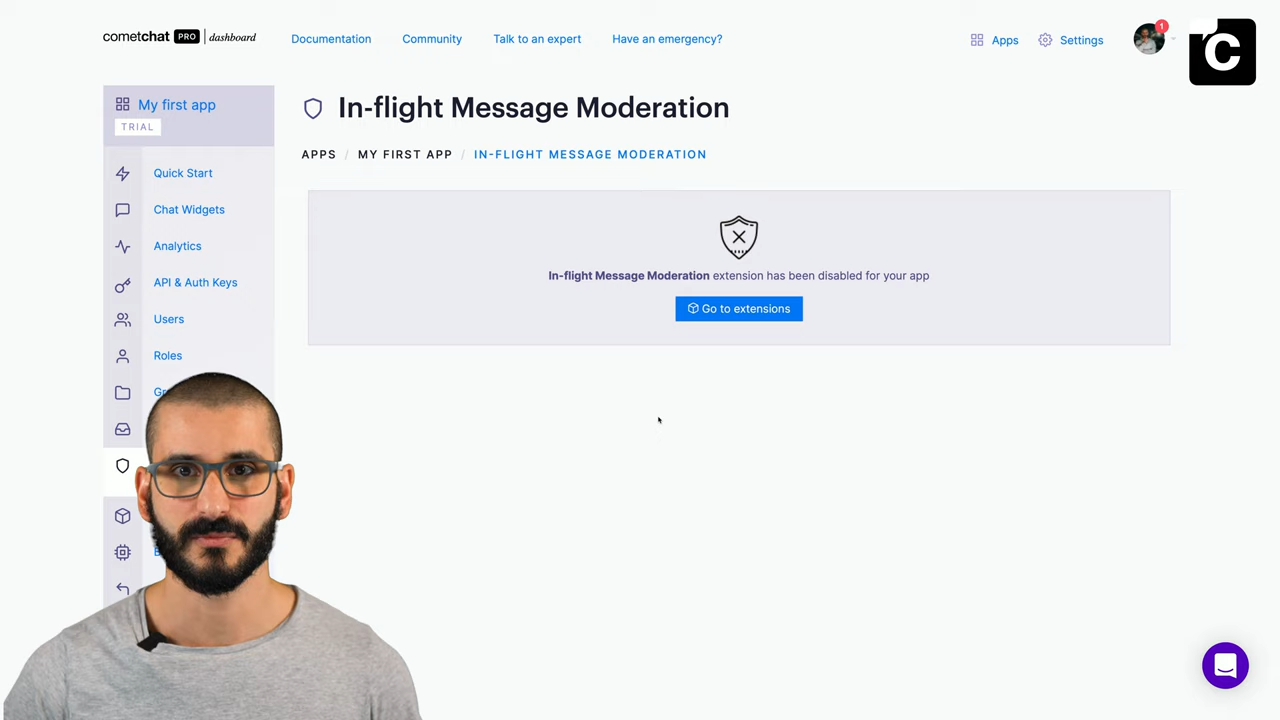 cometchat PRO | dashboard
Documentation
Community
Talk to an expert
Have an emergency?
Apps
Settings
1
C
My first app
TRIAL
In-flight Message Moderation
APPS / MY FIRST APP / IN-FLIGHT MESSAGE MODERATION
Quick Start
Chat Widgets
Analytics
API & Auth Keys
Users
Roles
In-flight Message Moderation extension has been disabled for your app
Go to extensions